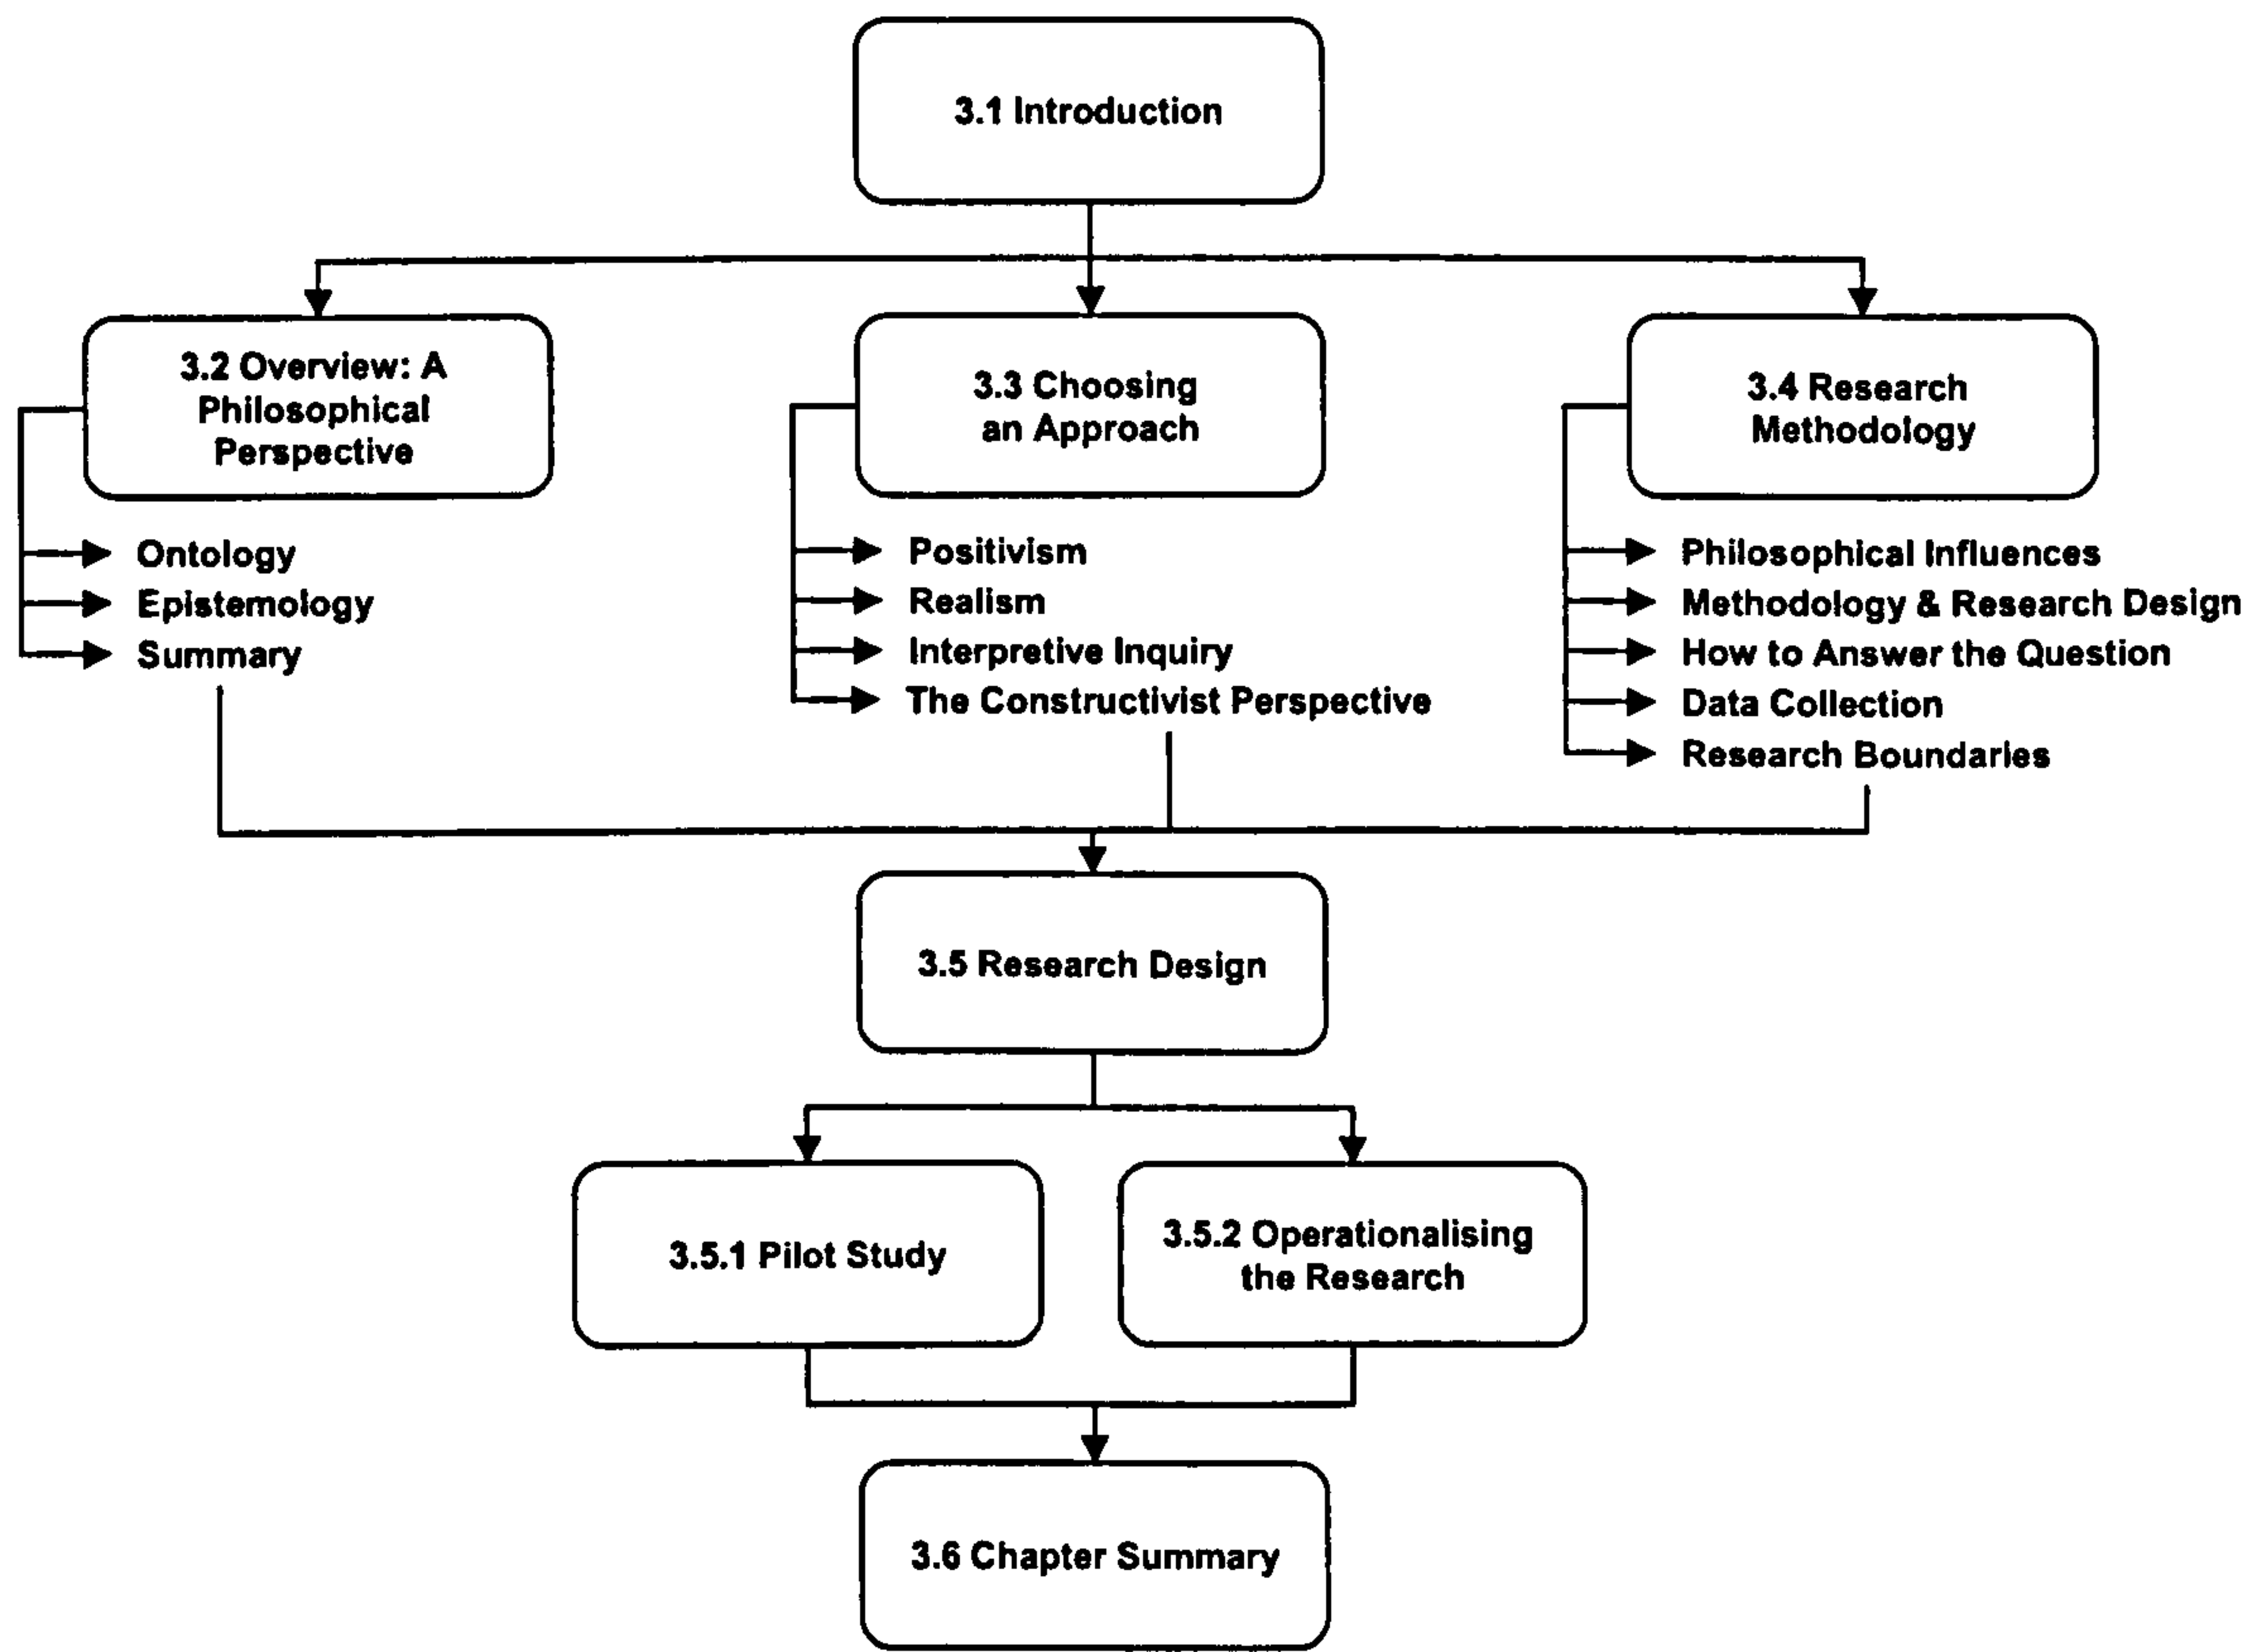 3.1 Introduction
3.2 Overview: A
Philosophical
Perspective
Ontology
Epistemology
Summary
3.3 Choosing
an Approach
Positivism
Realism
Interpretive Inquiry
The Constructivist Perspective
3.4 Research
Methodology
Philosophical Influences
Methodology & Research Design
How to Answer the Question
Data Collection
Research Boundaries
3.5 Research Design
3.5.1 Pilot Study
3.5.2 Operationalising
the Research
3.6 Chapter Summary